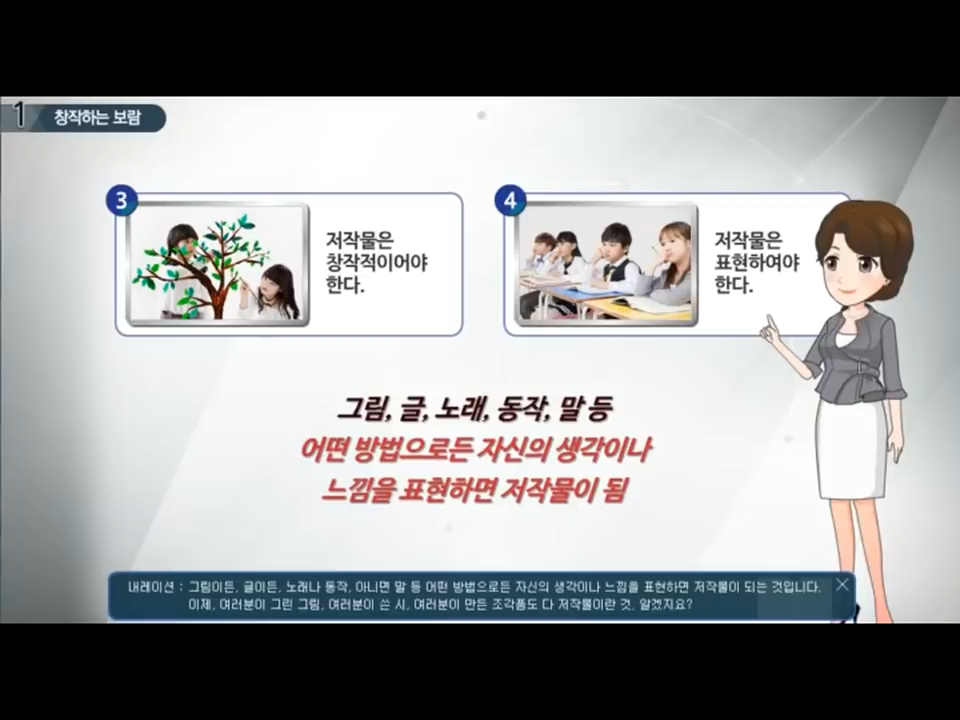 1 창작하는 보람
3
저작물은
창작적이어야
한다.
4
저작물은
표현하여야
한다.
그림, 글, 노래, 동작, 말 등
어떤 방법으로든 자신의 생각이나
느낌을 표현하면 저작물이 됨
내레이션 : 그림이든, 글이든, 노래나 동작, 아니면 말 등 어떤 방법으로든 자신의 생각이나 느낌을 표현하면 저작물이 되는 것입니다.
이제, 여러분이 그린 그림, 여러분이 쓴 시, 여러분이 만든 조각품도 다 저작물이란 것, 알겠지요?